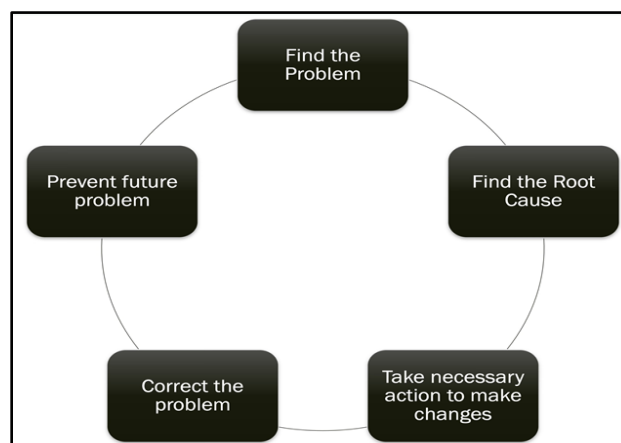 Find the
Problem
Find the Root
Cause
Take necessary
action to make
changes
Correct the
problem
Prevent future
problem